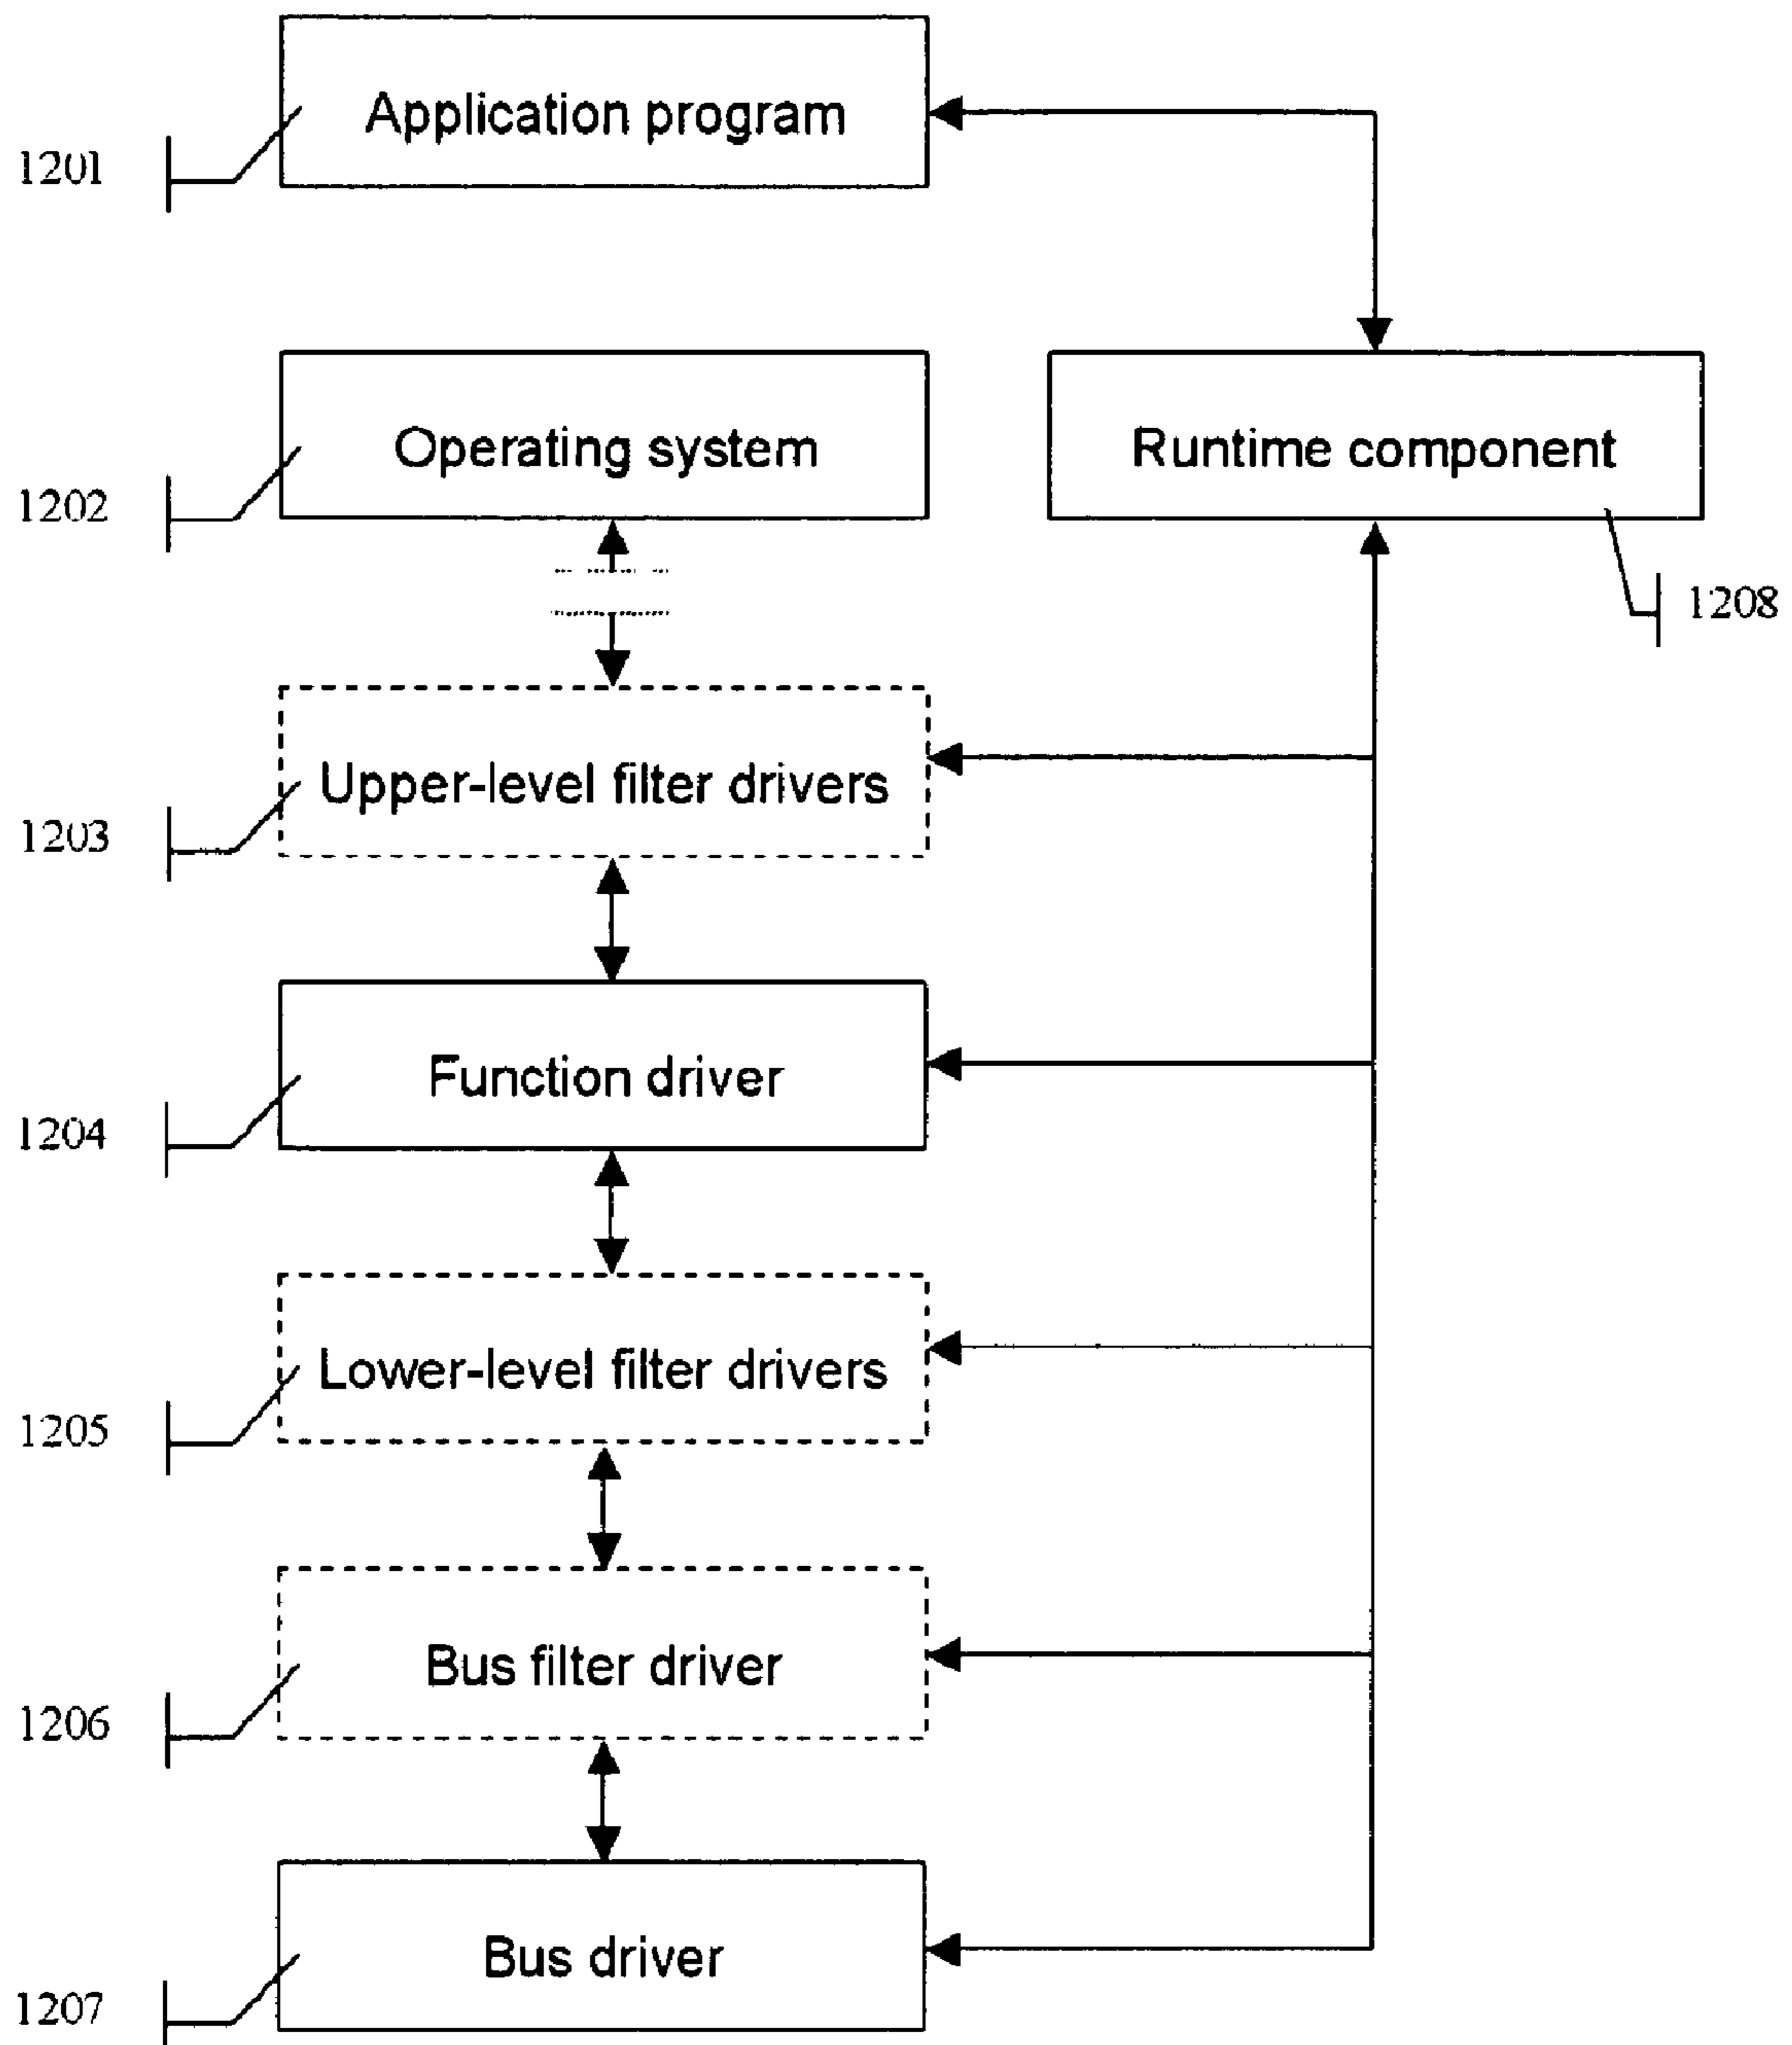 Application program
1201
Operating system
Runtime component
1202
1208
Upper-level filter drivers
1203
Function driver
1204
Lower-level filter drivers
1205
Bus filter driver
1206
Bus driver
1207